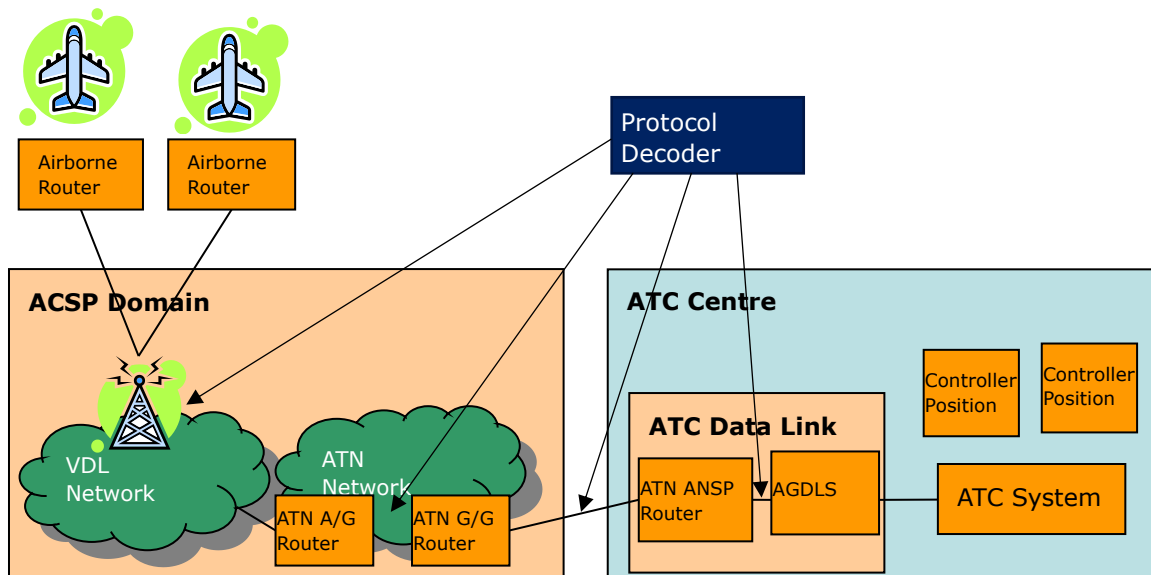 Airborne
Router
Airborne
Router
Protocol
Decoder
ACSP Domain
VDL
Network
ATN
Network
ATN A/G
Router
ATN G/G
Router
ATC Centre
Controller
Position
Controller
Position
ATC Data Link
ATN ANSP
Router
AGDLS
ATC System